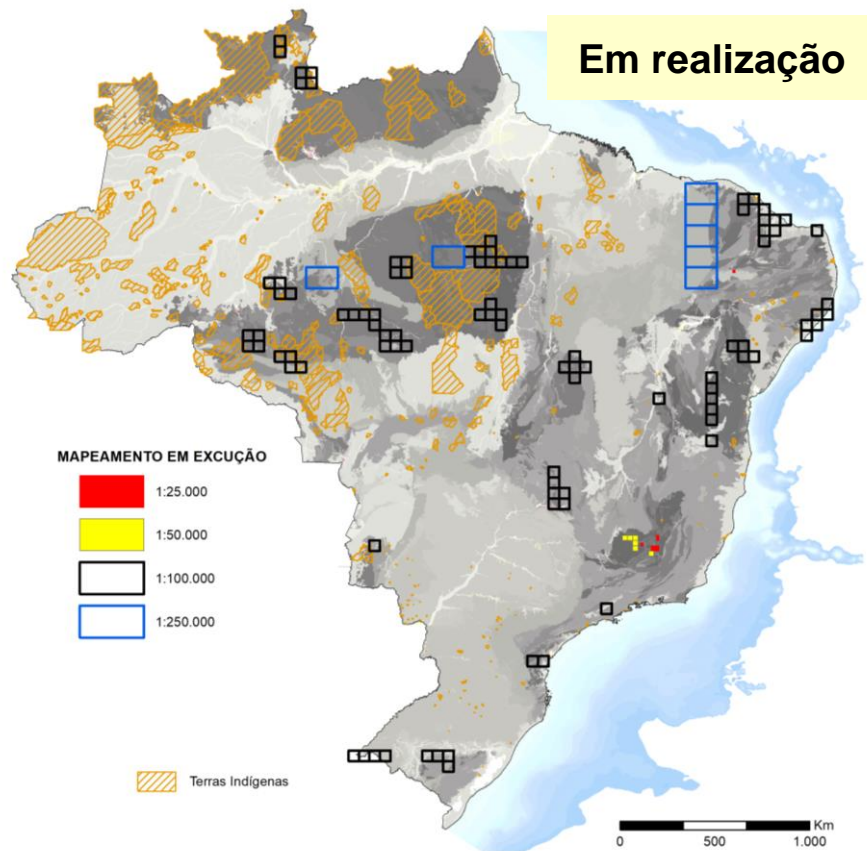 Em realização
MAPEAMENTO EM EXCUÇÃO
1:25.000
1:50.000
1:100.000
1:250.000
Terras Indígenas
Km
0 500 1.000